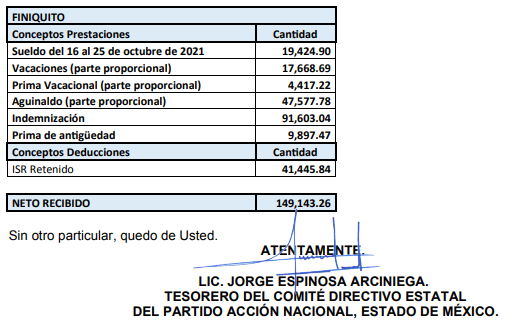 FINIQUITO
Conceptos Prestaciones Cantidad
Sueldo del 16 al 25 de octubre de 2021 19,424.90
Vacaciones (parte proporcional) 17,668.69
Prima Vacacional (parte proporcional) 4,417.22
Aguinaldo (parte proporcional) 47,577.78
Indemnización 91,603.04
Prima de antigüedad 9,897.47
Conceptos Deducciones Cantidad
ISR Retenido 41,445.84
NETO RECIBIDO 149,143.26
Sin otro particular, quedo de Usted.
ATENTAMENTE.
LIC. JORGE ESPINOSA ARCINIEGA.
TESORERO DEL COMITÉ DIRECTIVO ESTATAL
DEL PARTIDO ACCIÓN NACIONAL, ESTADO DE MÉXICO.